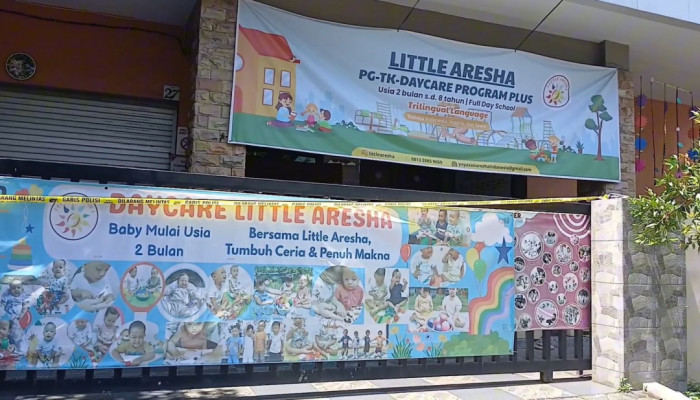 LITTLE ARESHA
PG-TK-DAYCARE PROGRAM PLUS
Usia 2 bulan s.d. 8 tahun | Full Day School
Trilingual Language
27
GARIS POLISI DILARANG MELINTAS
DAYCARE LITTLE ARESHA
Baby Mulai Usia
2 Bulan
Bersama Little Aresha,
Tumbuh Ceria & Penuh Makna